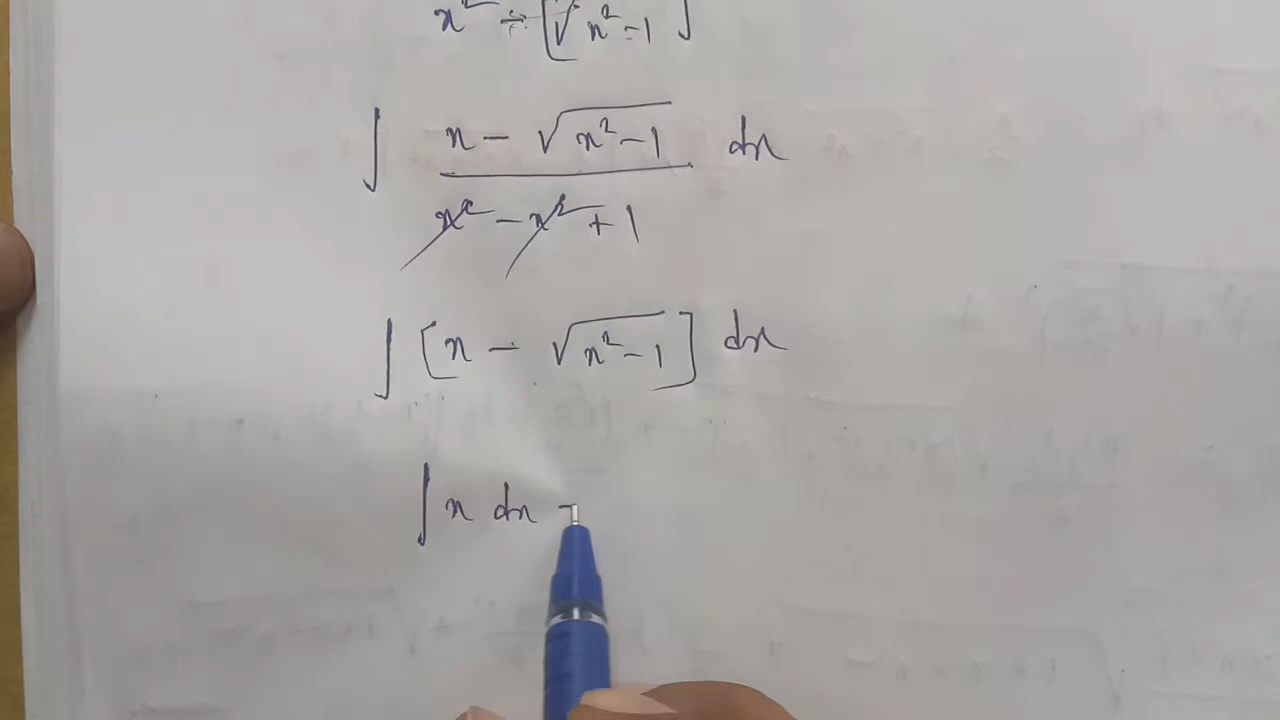 x² ÷ [√x²-1]
∫ x - √x²-1 dx
x² - x² + 1
∫ [x - √x²-1] dx
∫ x dx -